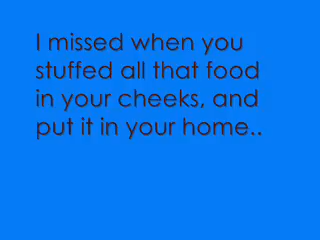 I missed when you
stuffed all that food
in your cheeks, and
put it in your home..